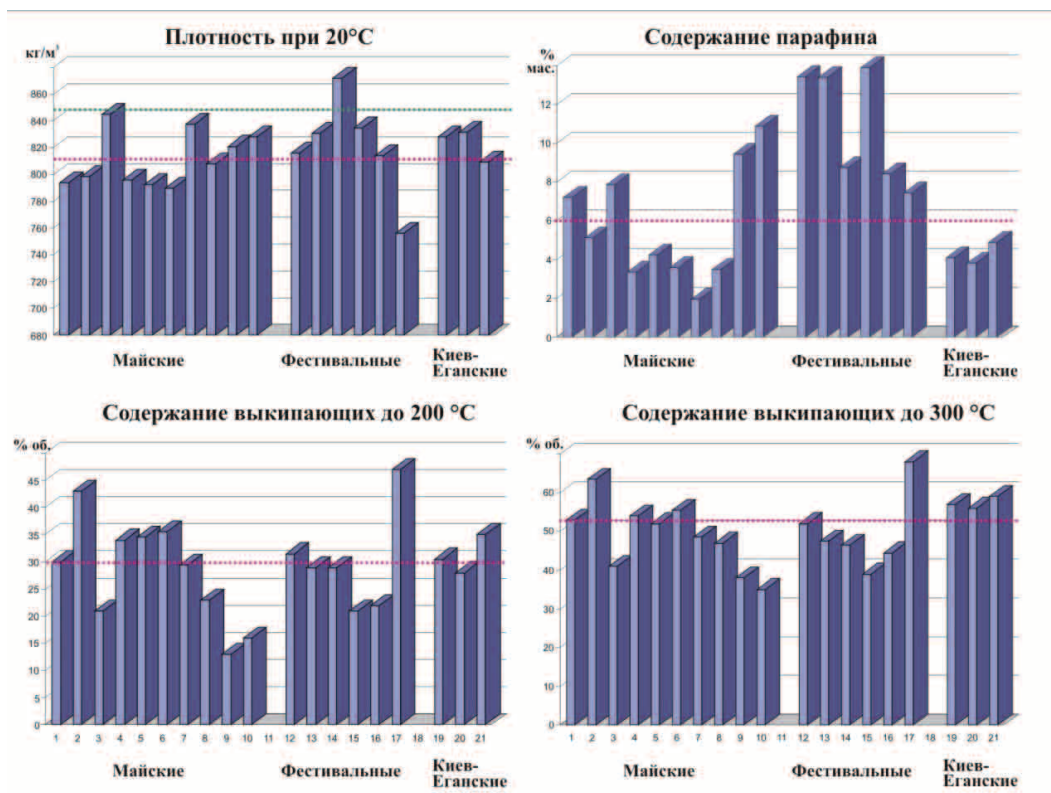 Плотность при 20°С
кг/м³
860
840
820
800
780
760
740
720
700
680
Майские
Фестивальные
Киев-
Еганские
Содержание парафина
%
мас.
12
10
8
6
4
2
0
Майские
Фестивальные
Киев-
Еганские
Содержание выкипающих до 200 °С
% об.
45
40
35
30
25
20
15
10
5
0
1 2 3 4 5 6 7 8 9 10 11 12 13 14 15 16 17 18 19 20 21
Майские
Фестивальные
Киев-
Еганские
Содержание выкипающих до 300 °С
% об.
60
50
40
30
20
10
0
1 2 3 4 5 6 7 8 9 10 11 12 13 14 15 16 17 18 19 20 21
Майские
Фестивальные
Киев-
Еганские